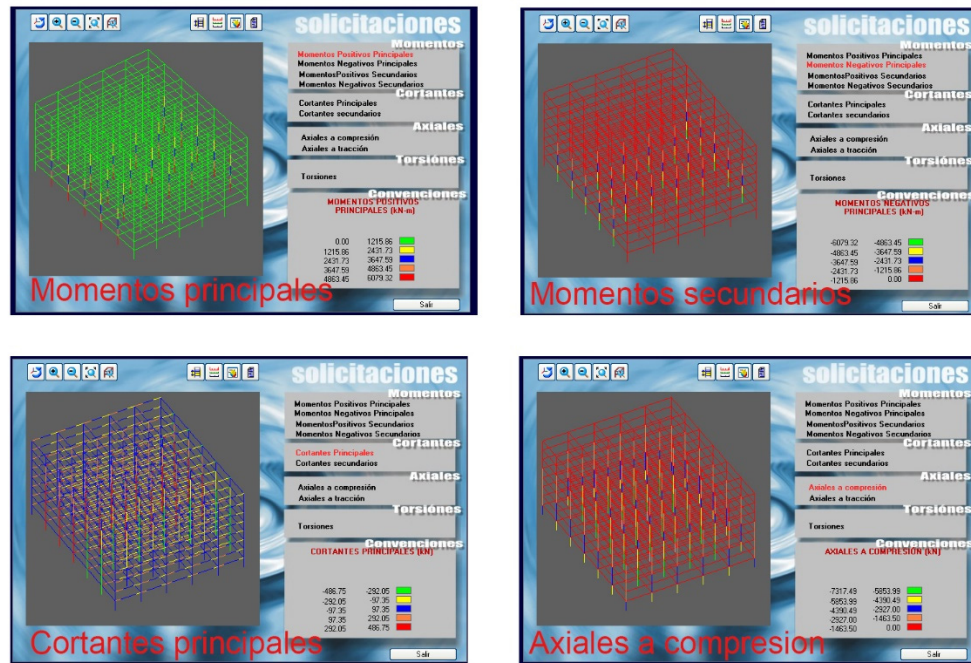 solicitaciones
Momentos
Momentos Positivos Principales
Momentos Negativos Principales
MomentosPositivos Secundarios
Momentos Negativos Secundarios
Cortantes
Cortantes Principales
Cortantes secundarios
Axiales
Axiales a compresión
Axiales a tracción
Torsiónes
Torsiones
Convenciones
MOMENTOS POSITIVOS
PRINCIPALES (kN-m)
0.00 1215.86
1215.86 2431.73
2431.73 3647.59
3647.59 4863.45
4863.45 6079.32
Momentos principales
Salir
solicitaciones
Momentos
Momentos Positivos Principales
Momentos Negativos Principales
MomentosPositivos Secundarios
Momentos Negativos Secundarios
Cortantes
Cortantes Principales
Cortantes secundarios
Axiales
Axiales a compresión
Axiales a tracción
Torsiónes
Torsiones
Convenciones
MOMENTOS NEGATIVOS
PRINCIPALES (kN-m)
-6079.32 -4863.45
-4863.45 -3647.59
-3647.59 -2431.73
-2431.73 -1215.86
-1215.86 0.00
Momentos secundarios
Salir
solicitaciones
Momentos
Momentos Positivos Principales
Momentos Negativos Principales
MomentosPositivos Secundarios
Momentos Negativos Secundarios
Cortantes
Cortantes Principales
Cortantes secundarios
Axiales
Axiales a compresión
Axiales a tracción
Torsiónes
Torsiones
Convenciones
CORTANTES PRINCIPALES (kN)
-486.75 -292.05
-292.05 -97.35
-97.35 97.35
97.35 292.05
292.05 486.75
Cortantes principales
Salir
solicitaciones
Momentos
Momentos Positivos Principales
Momentos Negativos Principales
MomentosPositivos Secundarios
Momentos Negativos Secundarios
Cortantes
Cortantes Principales
Cortantes secundarios
Axiales
Axiales a compresión
Axiales a tracción
Torsiónes
Torsiones
Convenciones
AXIALES A COMPRESION (kN)
-7317.49 -5853.99
-5853.99 -4390.49
-4390.49 -2927.00
-2927.00 -1463.50
-1463.50 0.00
Axiales a compresion
Salir